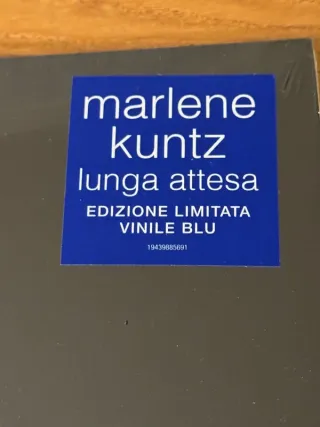 marlene
kuntz
lunga attesa
EDIZIONE LIMITATA
VINILE BLU
19439885691